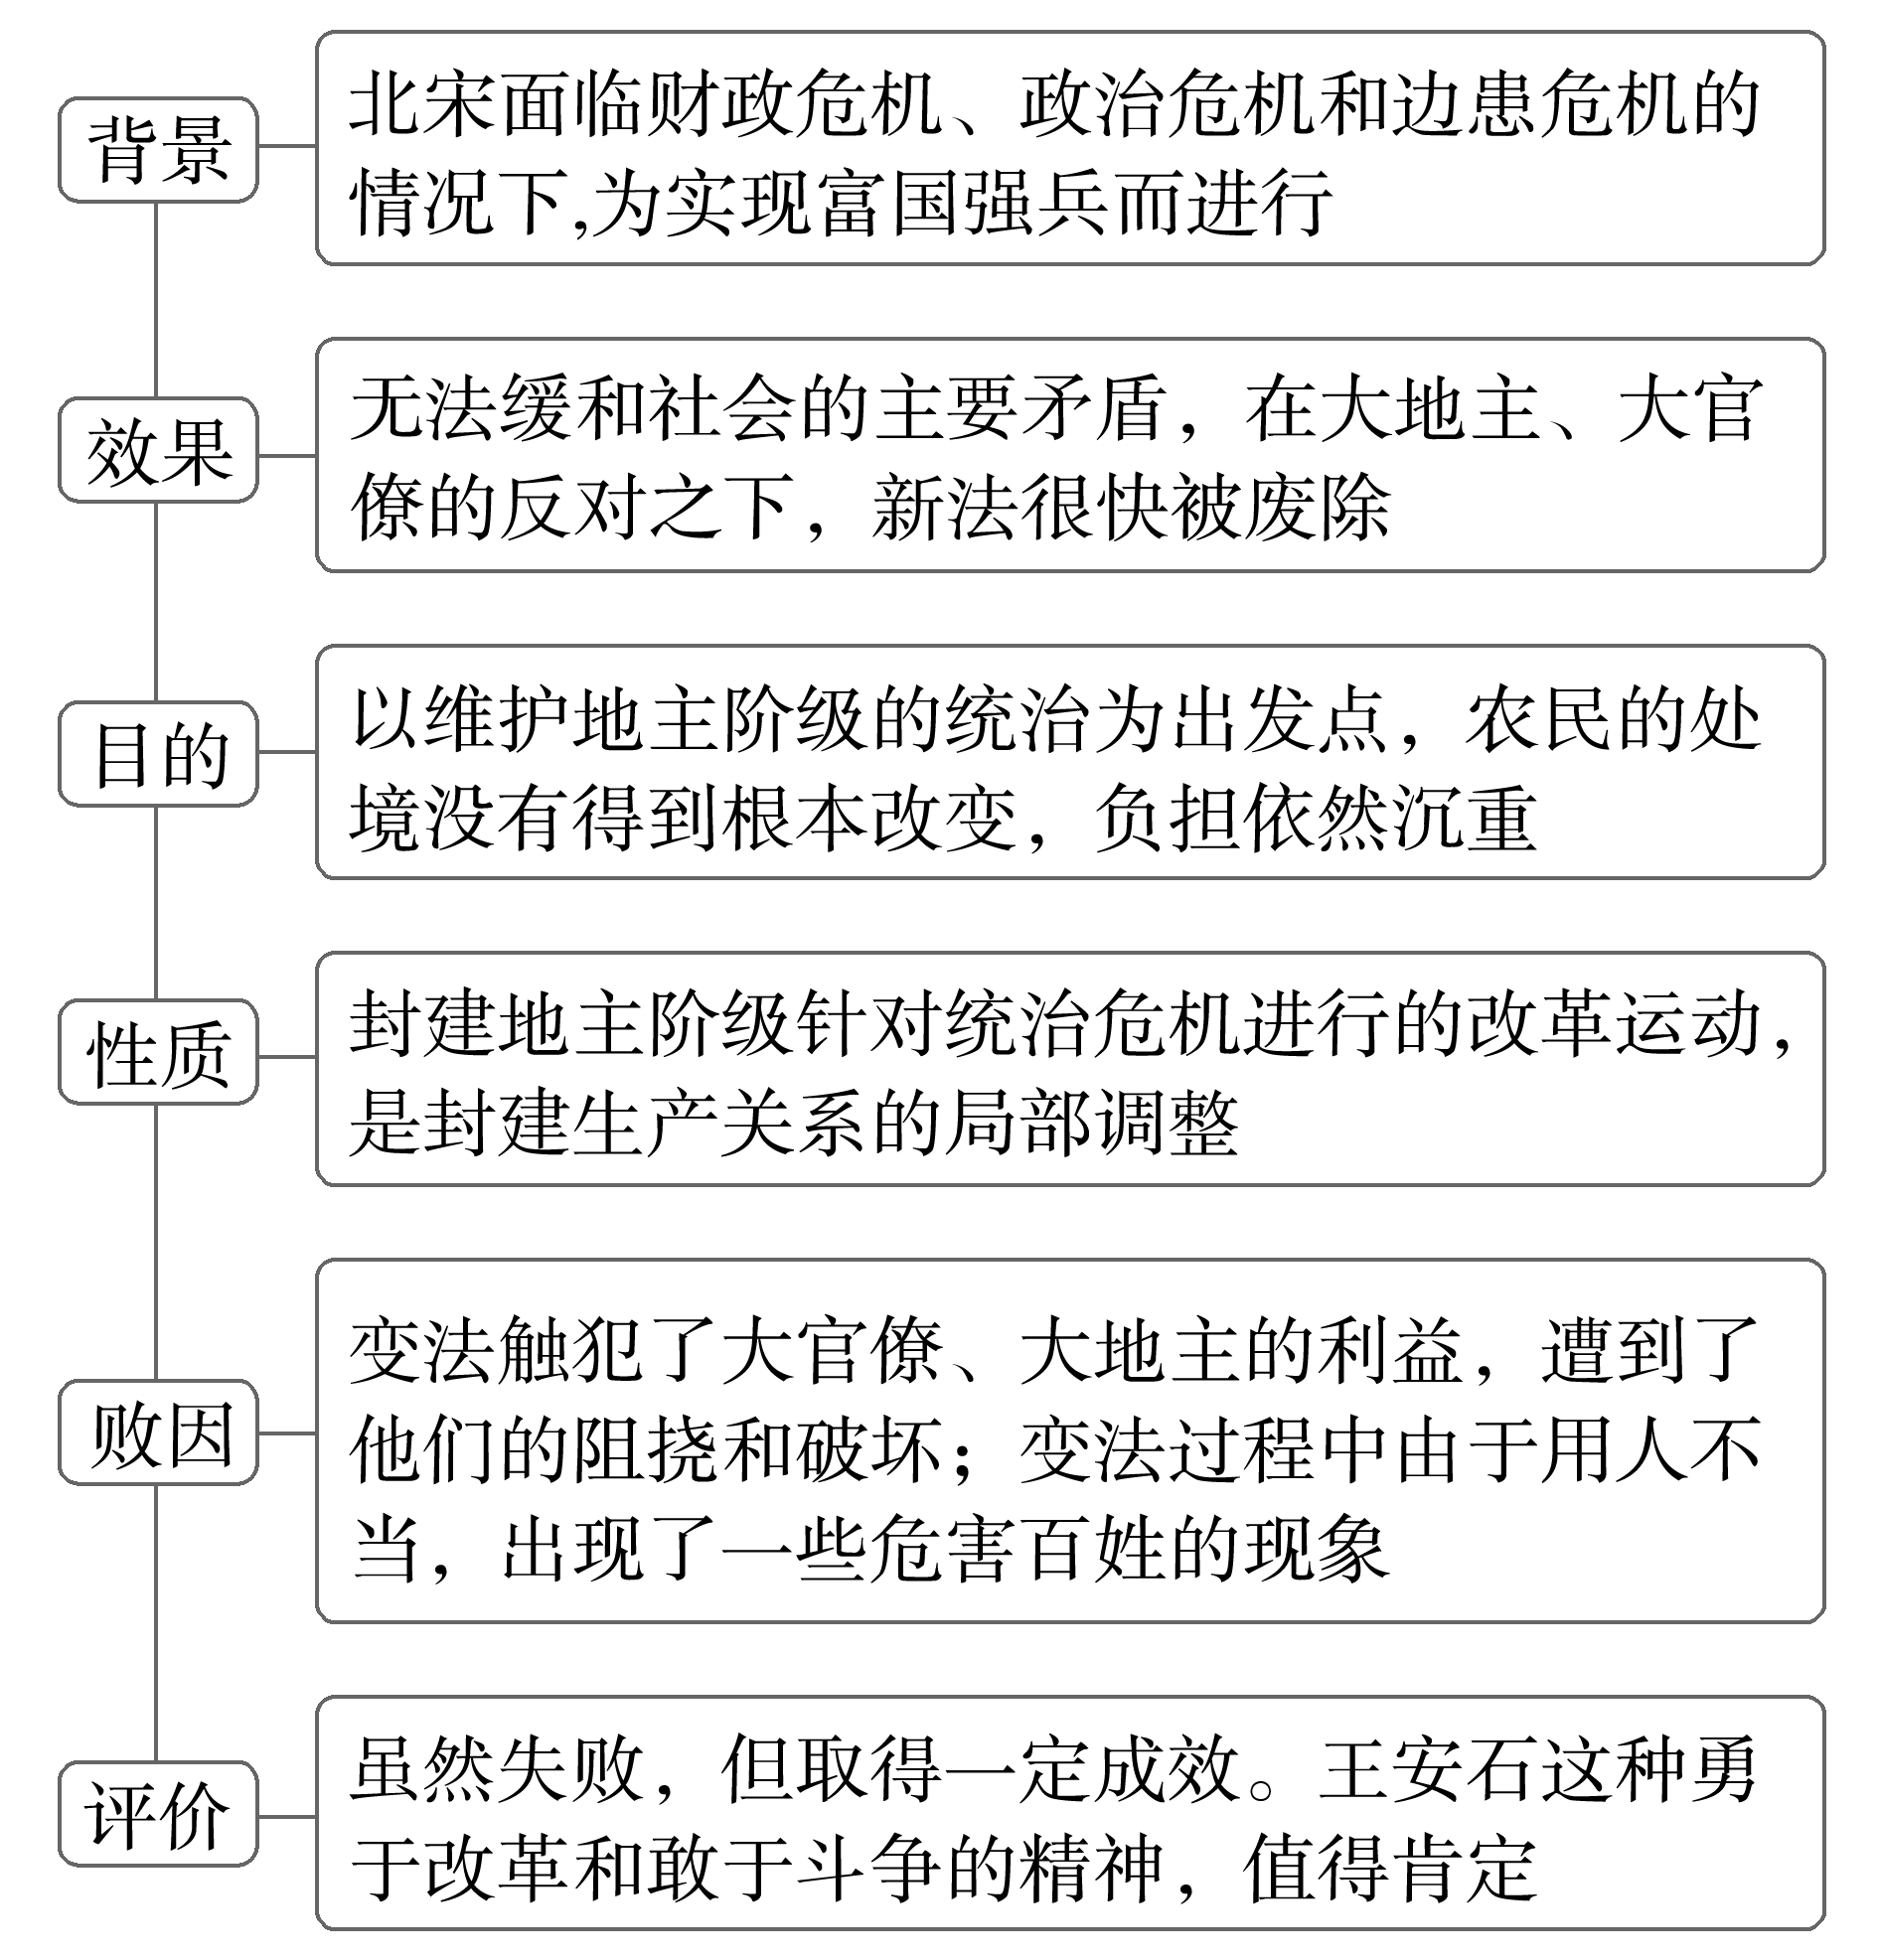 背景
北宋面临财政危机、政治危机和边患危机的
情况下,为实现富国强兵而进行
效果
无法缓和社会的主要矛盾，在大地主、大官
僚的反对之下，新法很快被废除
目的
以维护地主阶级的统治为出发点，农民的处
境没有得到根本改变，负担依然沉重
性质
封建地主阶级针对统治危机进行的改革运动，
是封建生产关系的局部调整
败因
变法触犯了大官僚、大地主的利益，遭到了
他们的阻挠和破坏；变法过程中由于用人不
当，出现了一些危害百姓的现象
评价
虽然失败，但取得一定成效。王安石这种勇
于改革和敢于斗争的精神，值得肯定